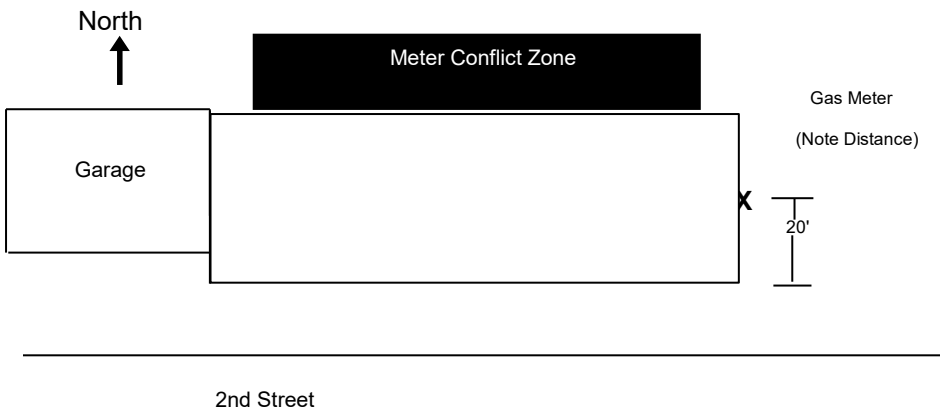 North
Meter Conflict Zone
Gas Meter
(Note Distance)
Garage
X
20'
2nd Street